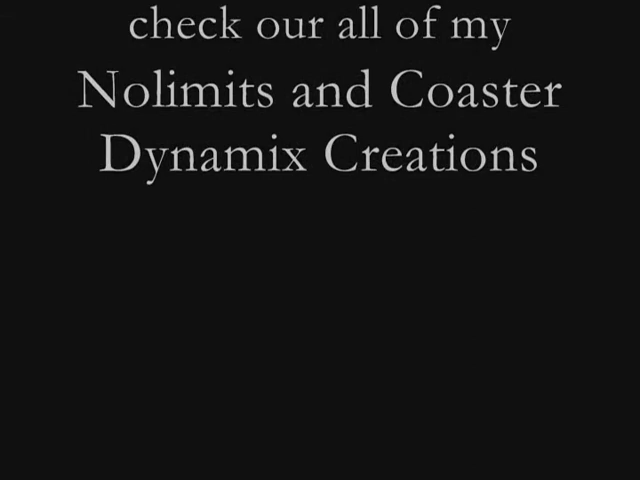 check our all of my
Nolimits and Coaster
Dynamix Creations